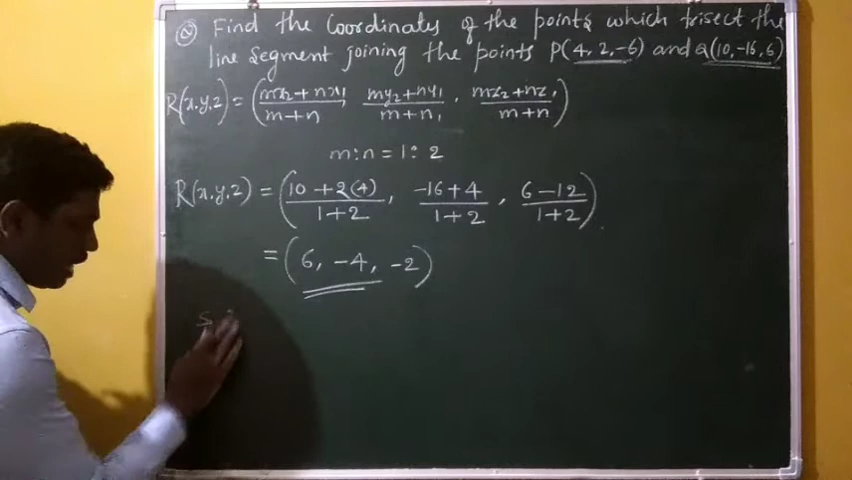 Q Find the Coordinates of the points which trisect the
line segment joining the points P(4, 2, -6) and Q(10, -16, 6)
R(x, y, z) = (mx₂ + nx₁ / m + n, my₂ + ny₁ / m + n, mz₂ + nz₁ / m + n)
m : n = 1 : 2
R(x, y, z) = (10 + 2(4) / 1 + 2, -16 + 4 / 1 + 2, 6 - 12 / 1 + 2)
= (6, -4, -2)
S